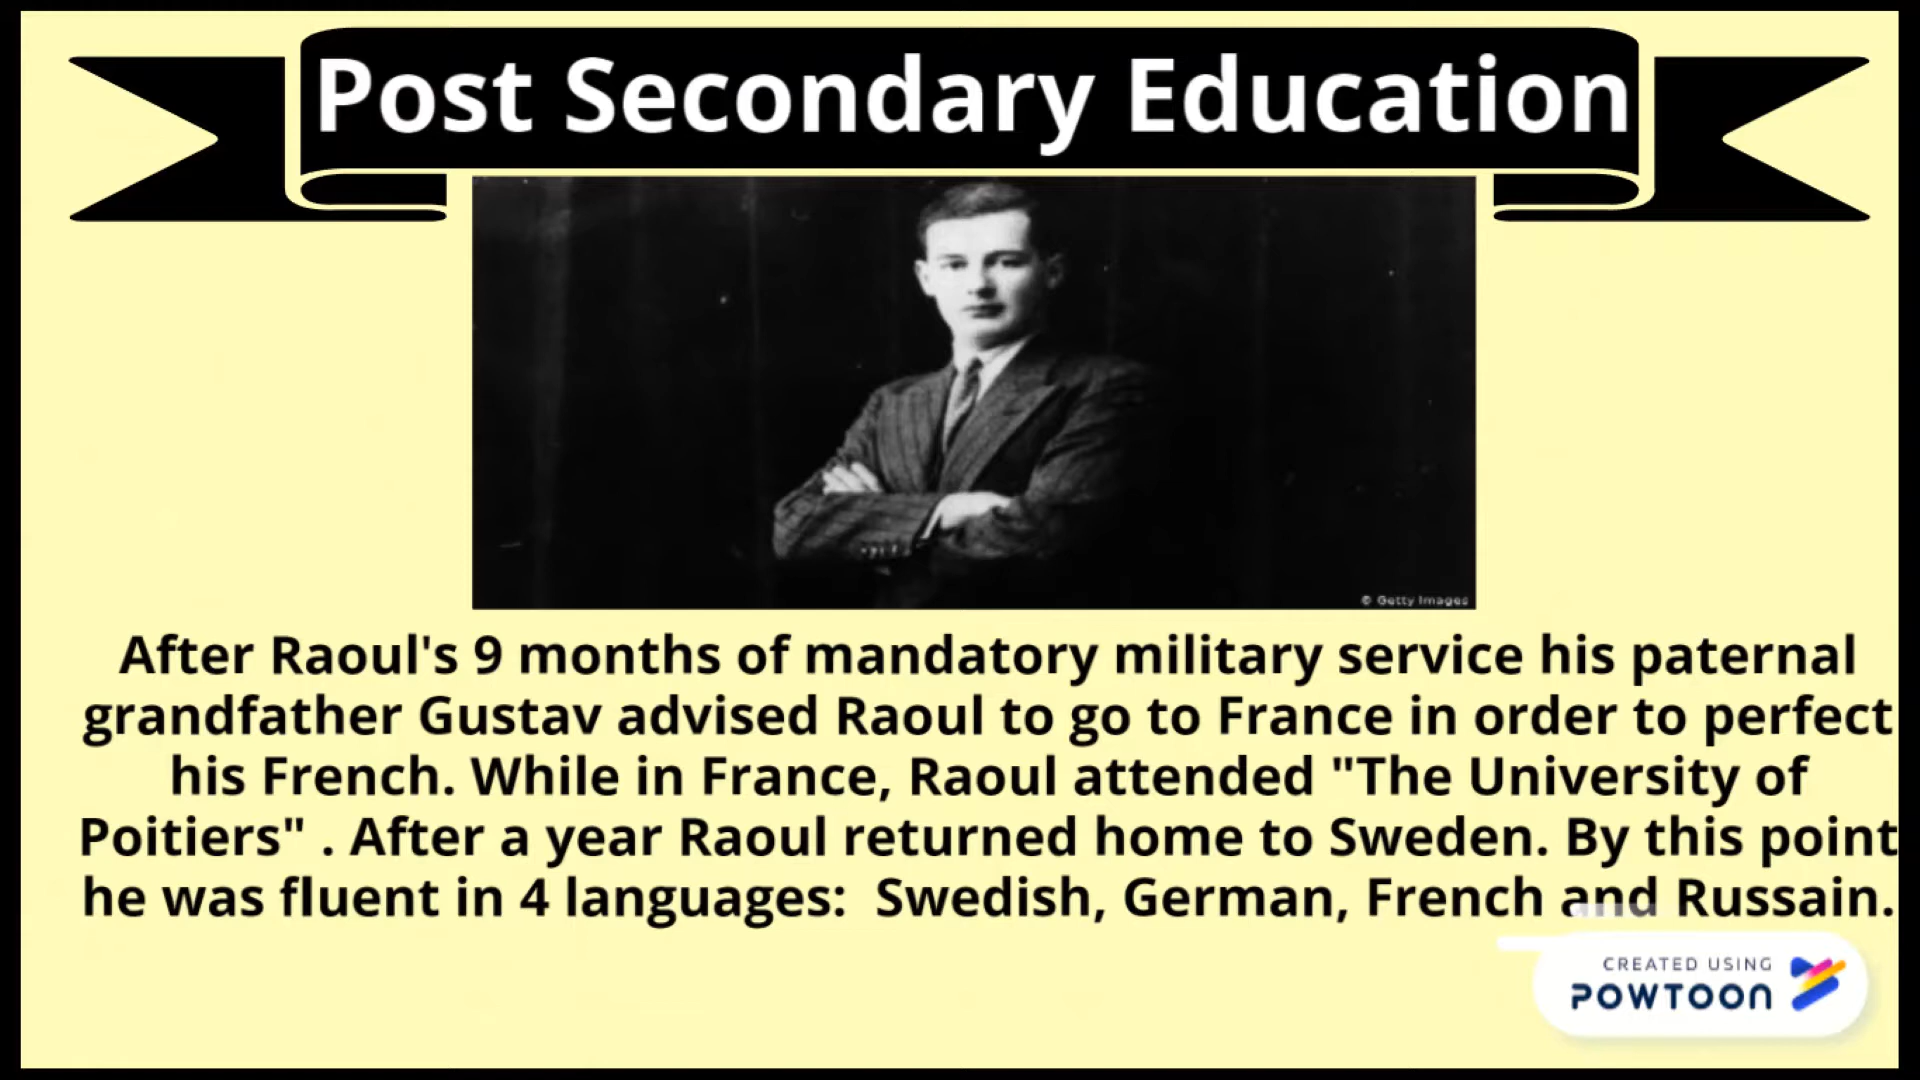 Post Secondary Education
© Getty Images
After Raoul's 9 months of mandatory military service his paternal
grandfather Gustav advised Raoul to go to France in order to perfect
his French. While in France, Raoul attended "The University of
Poitiers" . After a year Raoul returned home to Sweden. By this point
he was fluent in 4 languages:  Swedish, German, French and Russain.
CREATED USING
POWTOON